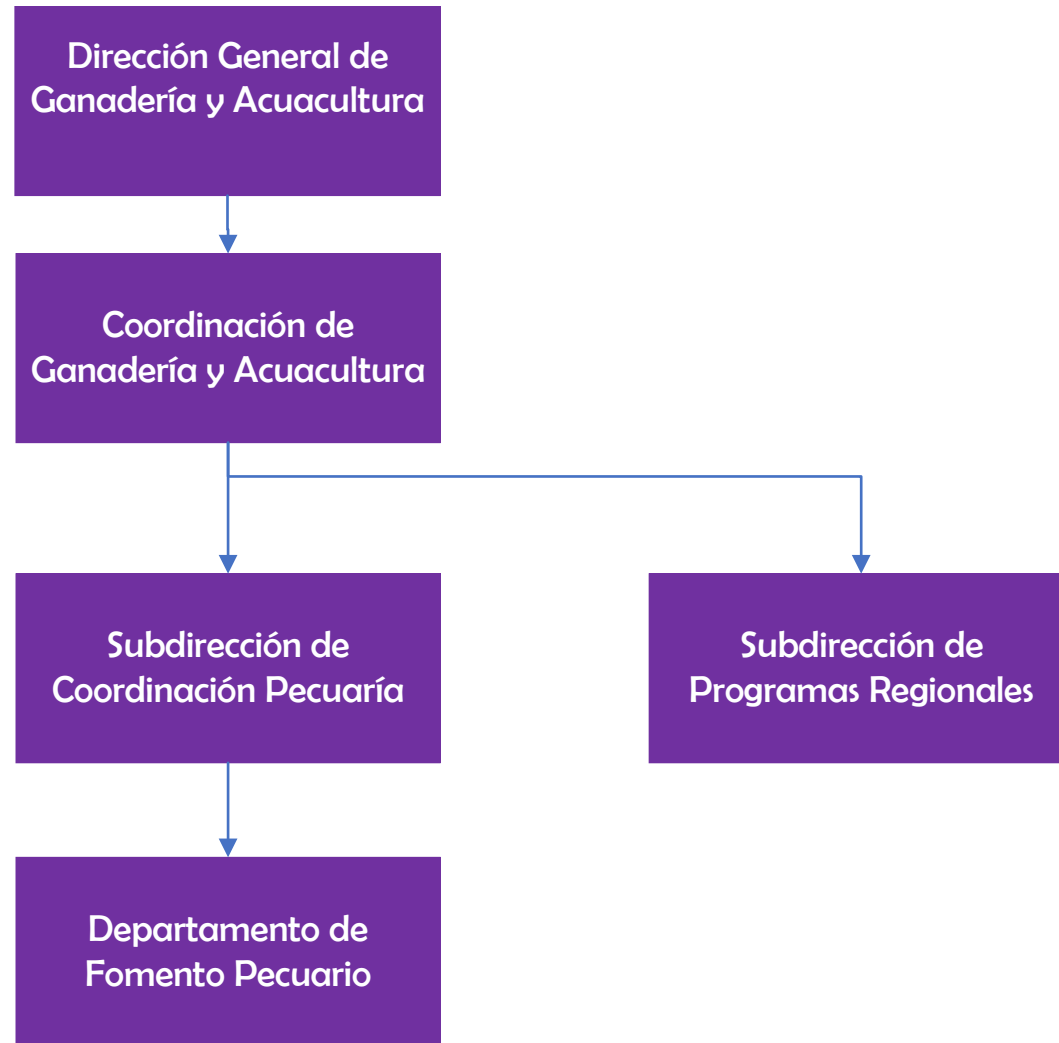 Dirección General de
Ganadería y Acuacultura
Coordinación de
Ganadería y Acuacultura
Subdirección de
Coordinación Pecuaría
Subdirección de
Programas Regionales
Departamento de
Fomento Pecuario